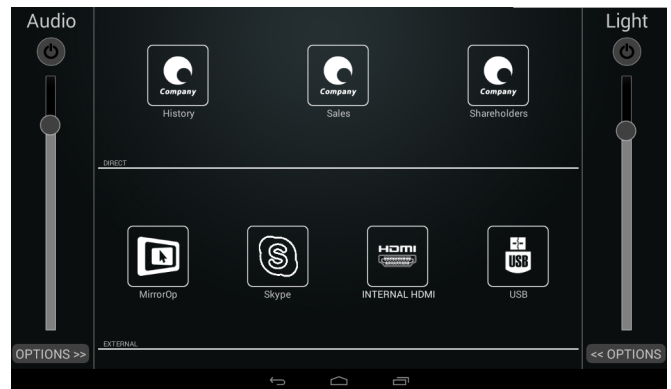 Audio
Light
Company
Company
Company
History
Sales
Shareholders
DIRECT
S
HDMI
USB
MirrorOp
Skype
INTERNAL HDMI
USB
EXTERNAL
OPTIONS >>
<< OPTIONS